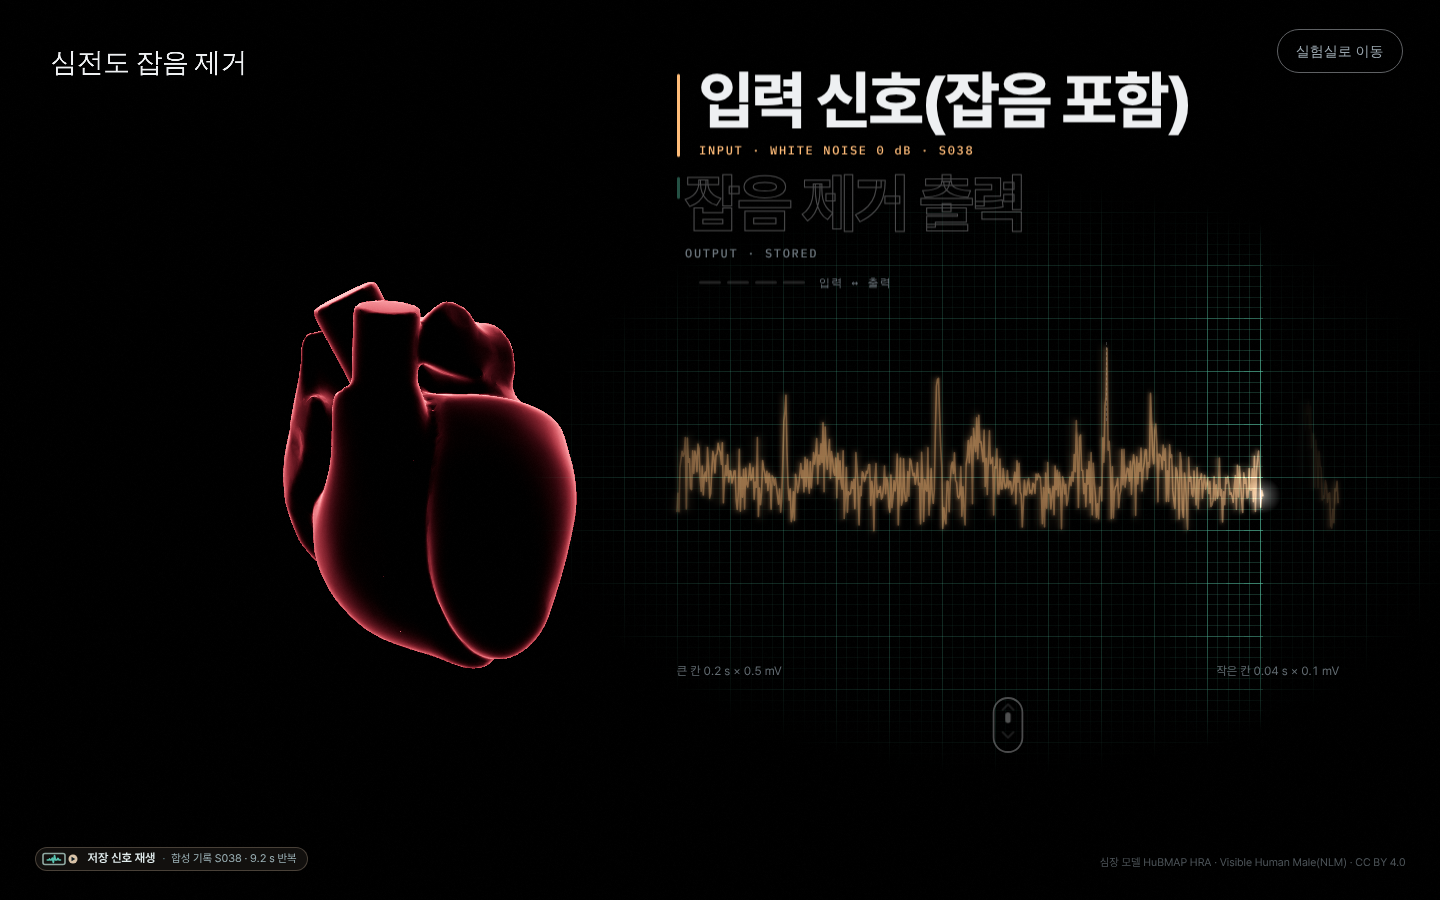 심전도 잡음 제거
실험실로 이동
입력 신호(잡음 포함)
INPUT · WHITE NOISE 0 dB · S038
잡음 제거 출력
OUTPUT · STORED
입력 ↔ 출력
큰 칸 0.2 s × 0.5 mV
작은 칸 0.04 s × 0.1 mV
저장 신호 재생 · 합성 기록 S038 · 9.2 s 반복
심장 모델 HuBMAP HRA · Visible Human Male(NLM) · CC BY 4.0